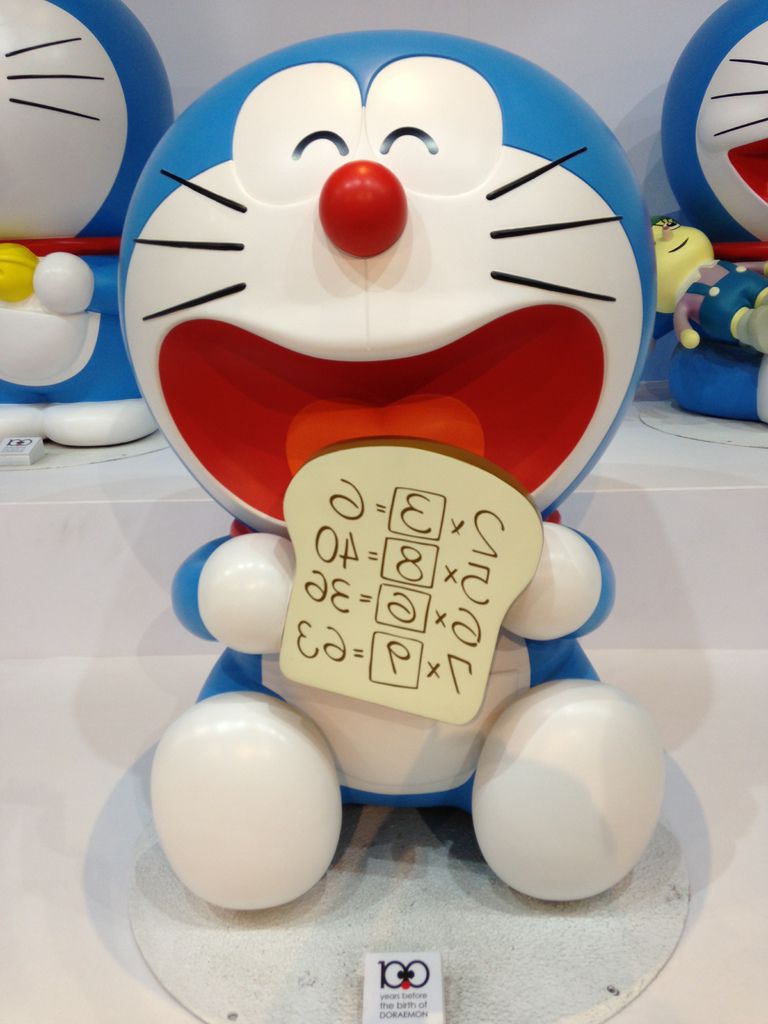 2 × 3 = 6
5 × 8 = 40
6 × 6 = 36
7 × 9 = 63
100
years before
the birth of
DORAEMON